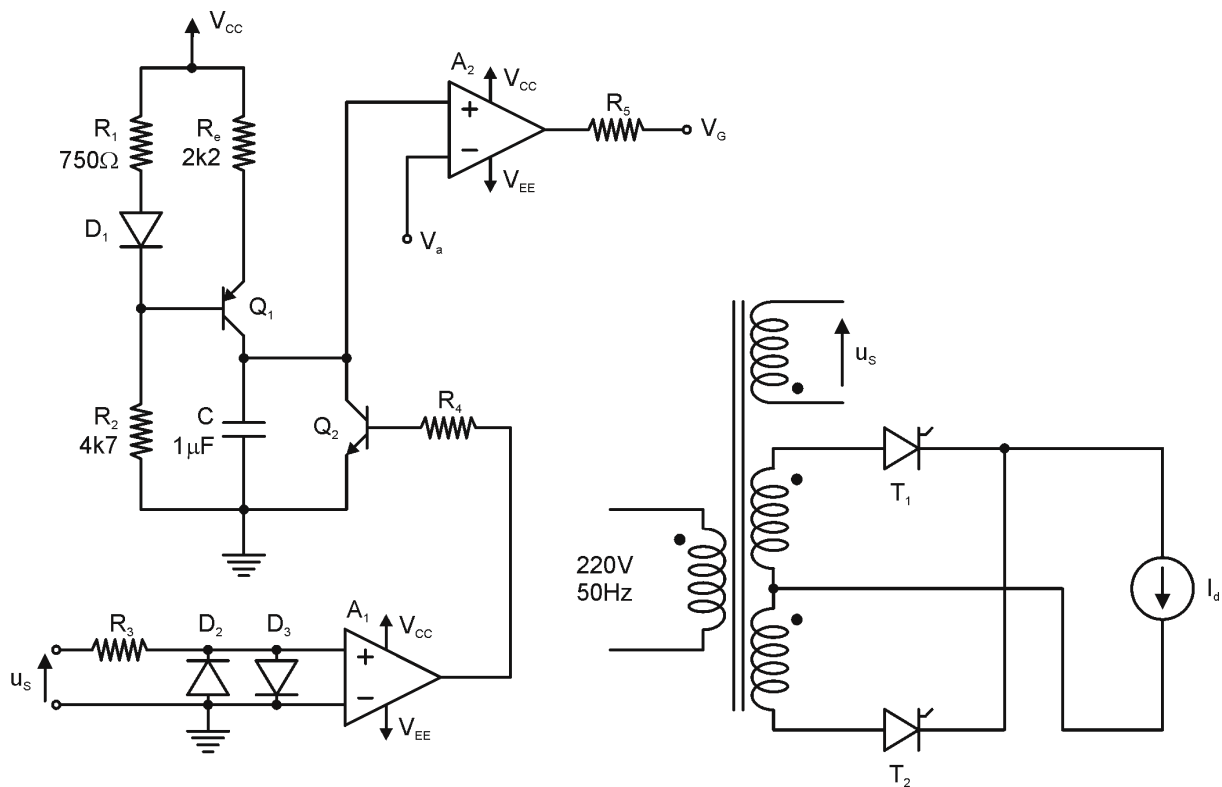 V_CC
R_1
750Ω
R_e
2k2
D_1
Q_1
R_2
4k7
C
1μF
Q_2
R_4
A_2
V_CC
+
−
V_EE
R_5
V_G
V_a
u_S
R_3
D_2
D_3
A_1
V_CC
+
−
V_EE
220V
50Hz
u_S
T_1
T_2
I_d